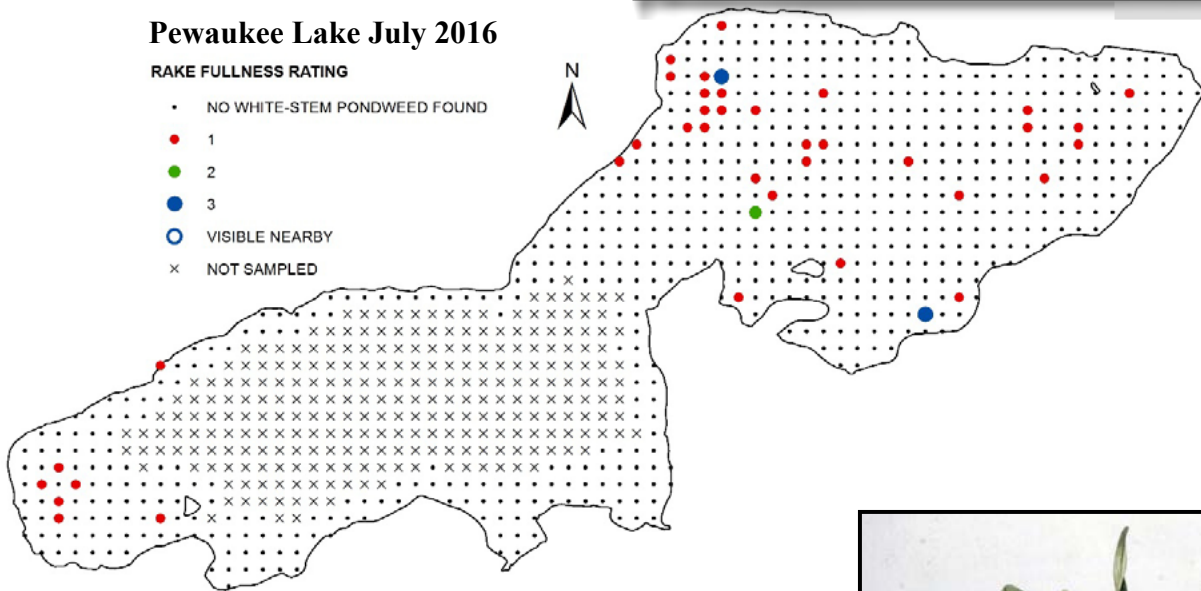 Pewaukee Lake July 2016
RAKE FULLNESS RATING
NO WHITE-STEM PONDWEED FOUND
1
2
3
VISIBLE NEARBY
NOT SAMPLED
N